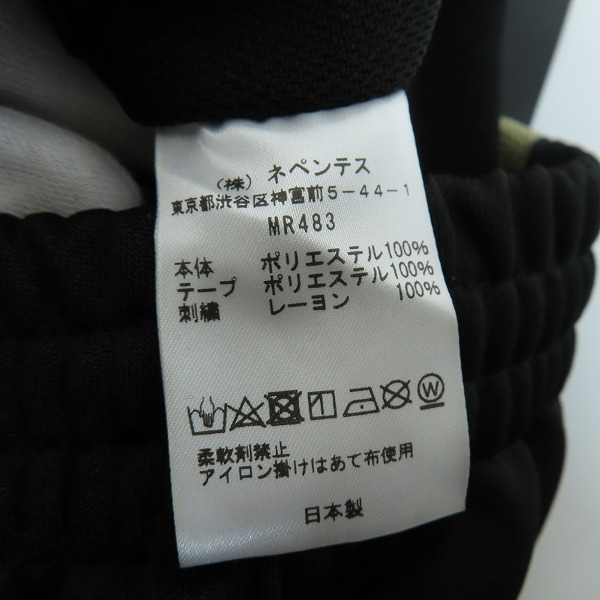 （株）ネペンテス
東京都渋谷区神宮前5-44-1
MR483
本体 ポリエステル100%
テープ ポリエステル100%
刺繍 レーヨン 100%
W
柔軟剤禁止
アイロン掛けはあて布使用
日本製